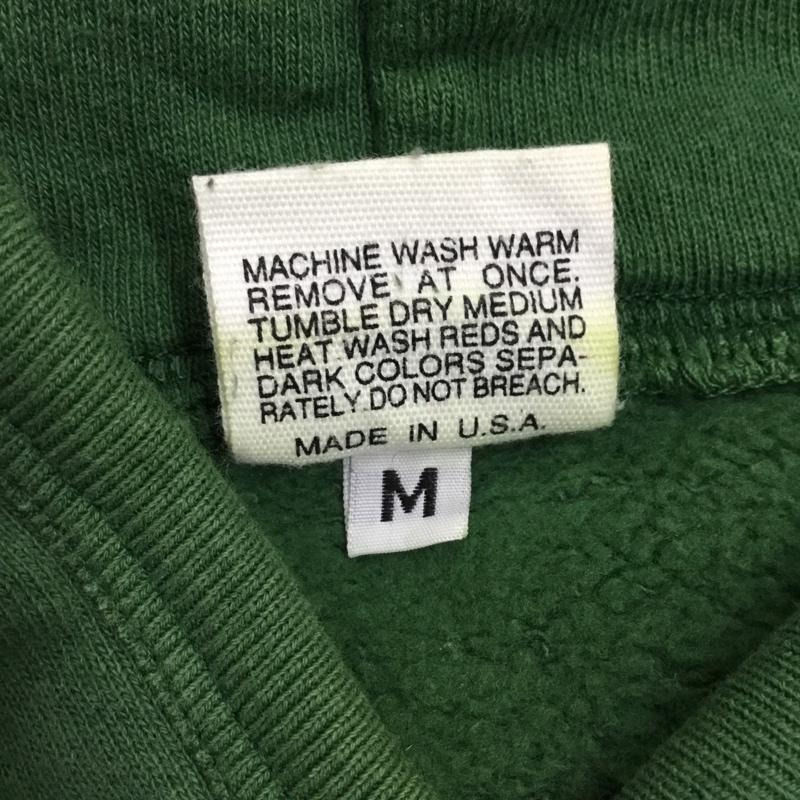 MACHINE WASH WARM
REMOVE AT ONCE.
TUMBLE DRY MEDIUM
HEAT WASH REDS AND
DARK COLORS SEPA-
RATELY.DO NOT BREACH.
MADE IN U.S.A.
M